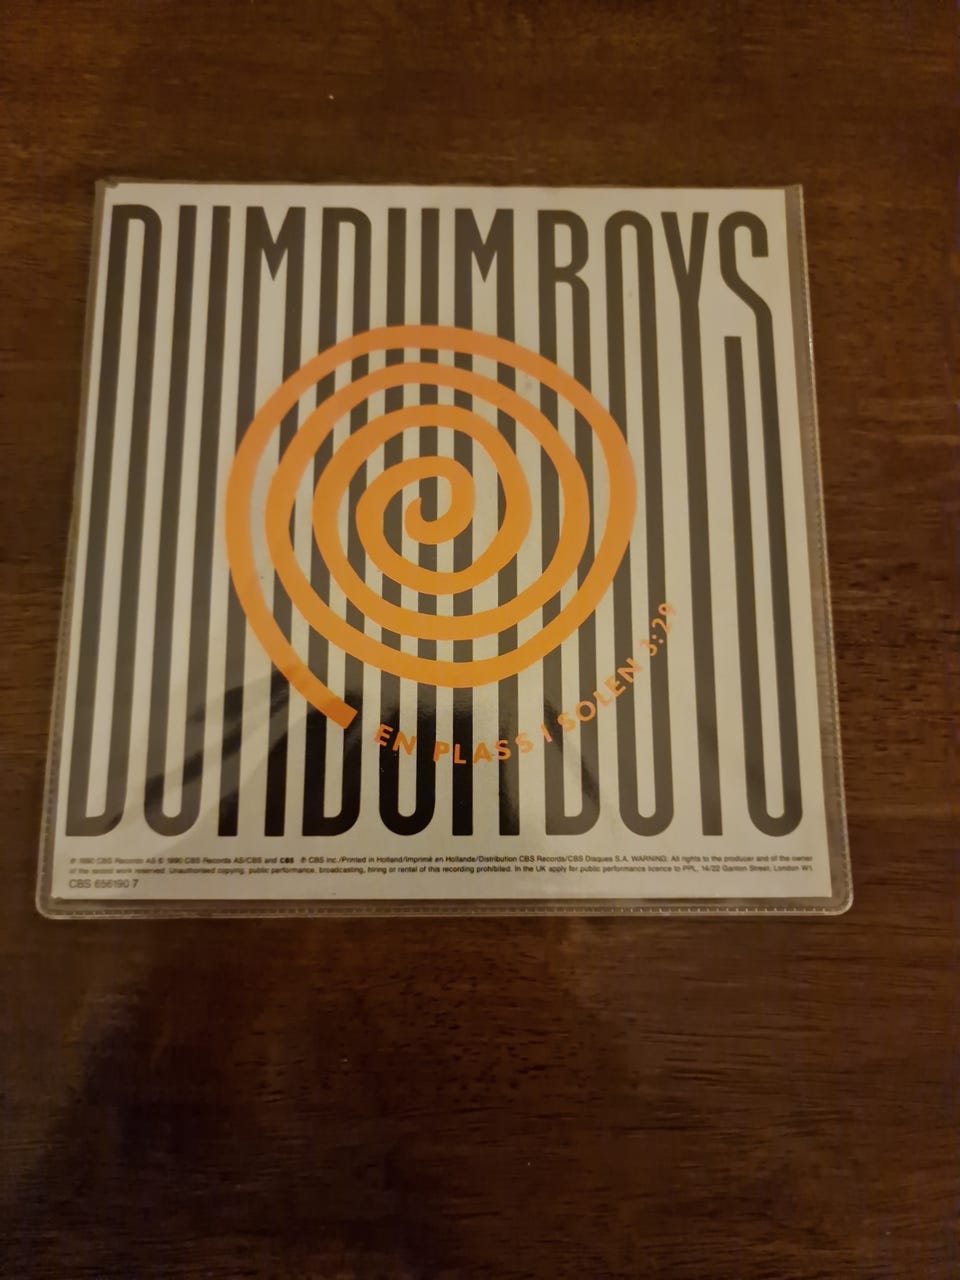 DUMDUMBOYS
EN PLASS I SOLEN 3:29
℗ 1990 CBS Records AS © 1990 CBS Records AS/CBS and CBS ℗ CBS Inc./Printed in Holland/Imprimé en Hollande/Distribution CBS Records/CBS Disques S.A. WARNING: All rights to the producer and of the owner
of the sound work reserved. Unauthorised copying, public performance, broadcasting, hiring or rental of this recording prohibited. In the UK apply for public performance licence to PPL, 14/22 Ganton Street, London W1
CBS 656190 7